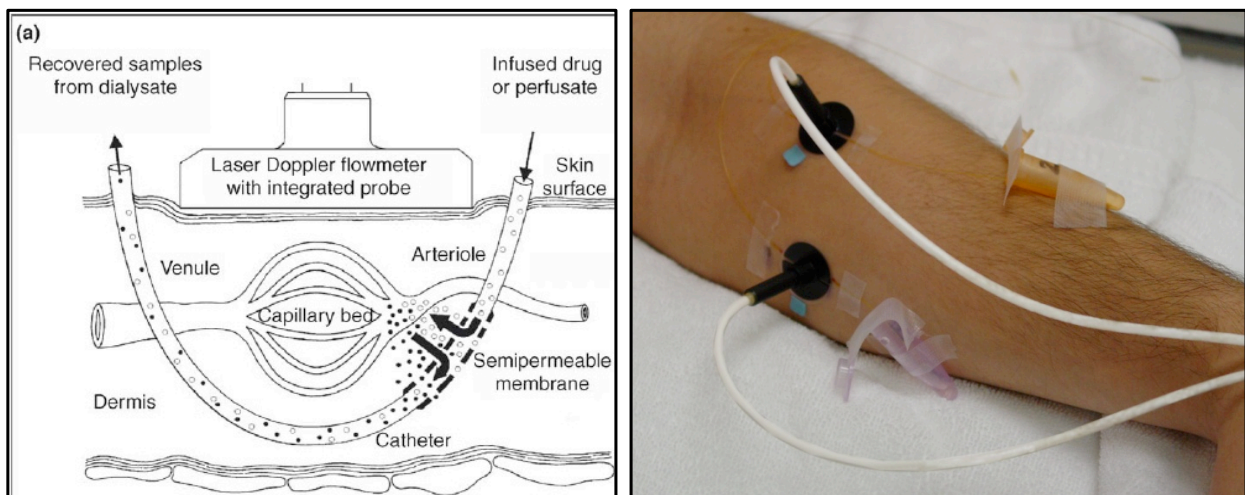 (a)
Recovered samples
from dialysate
Infused drug
or perfusate
Laser Doppler flowmeter
with integrated probe
Skin
surface
Venule
Arteriole
Capillary bed
Semipermeable
membrane
Dermis
Catheter
2